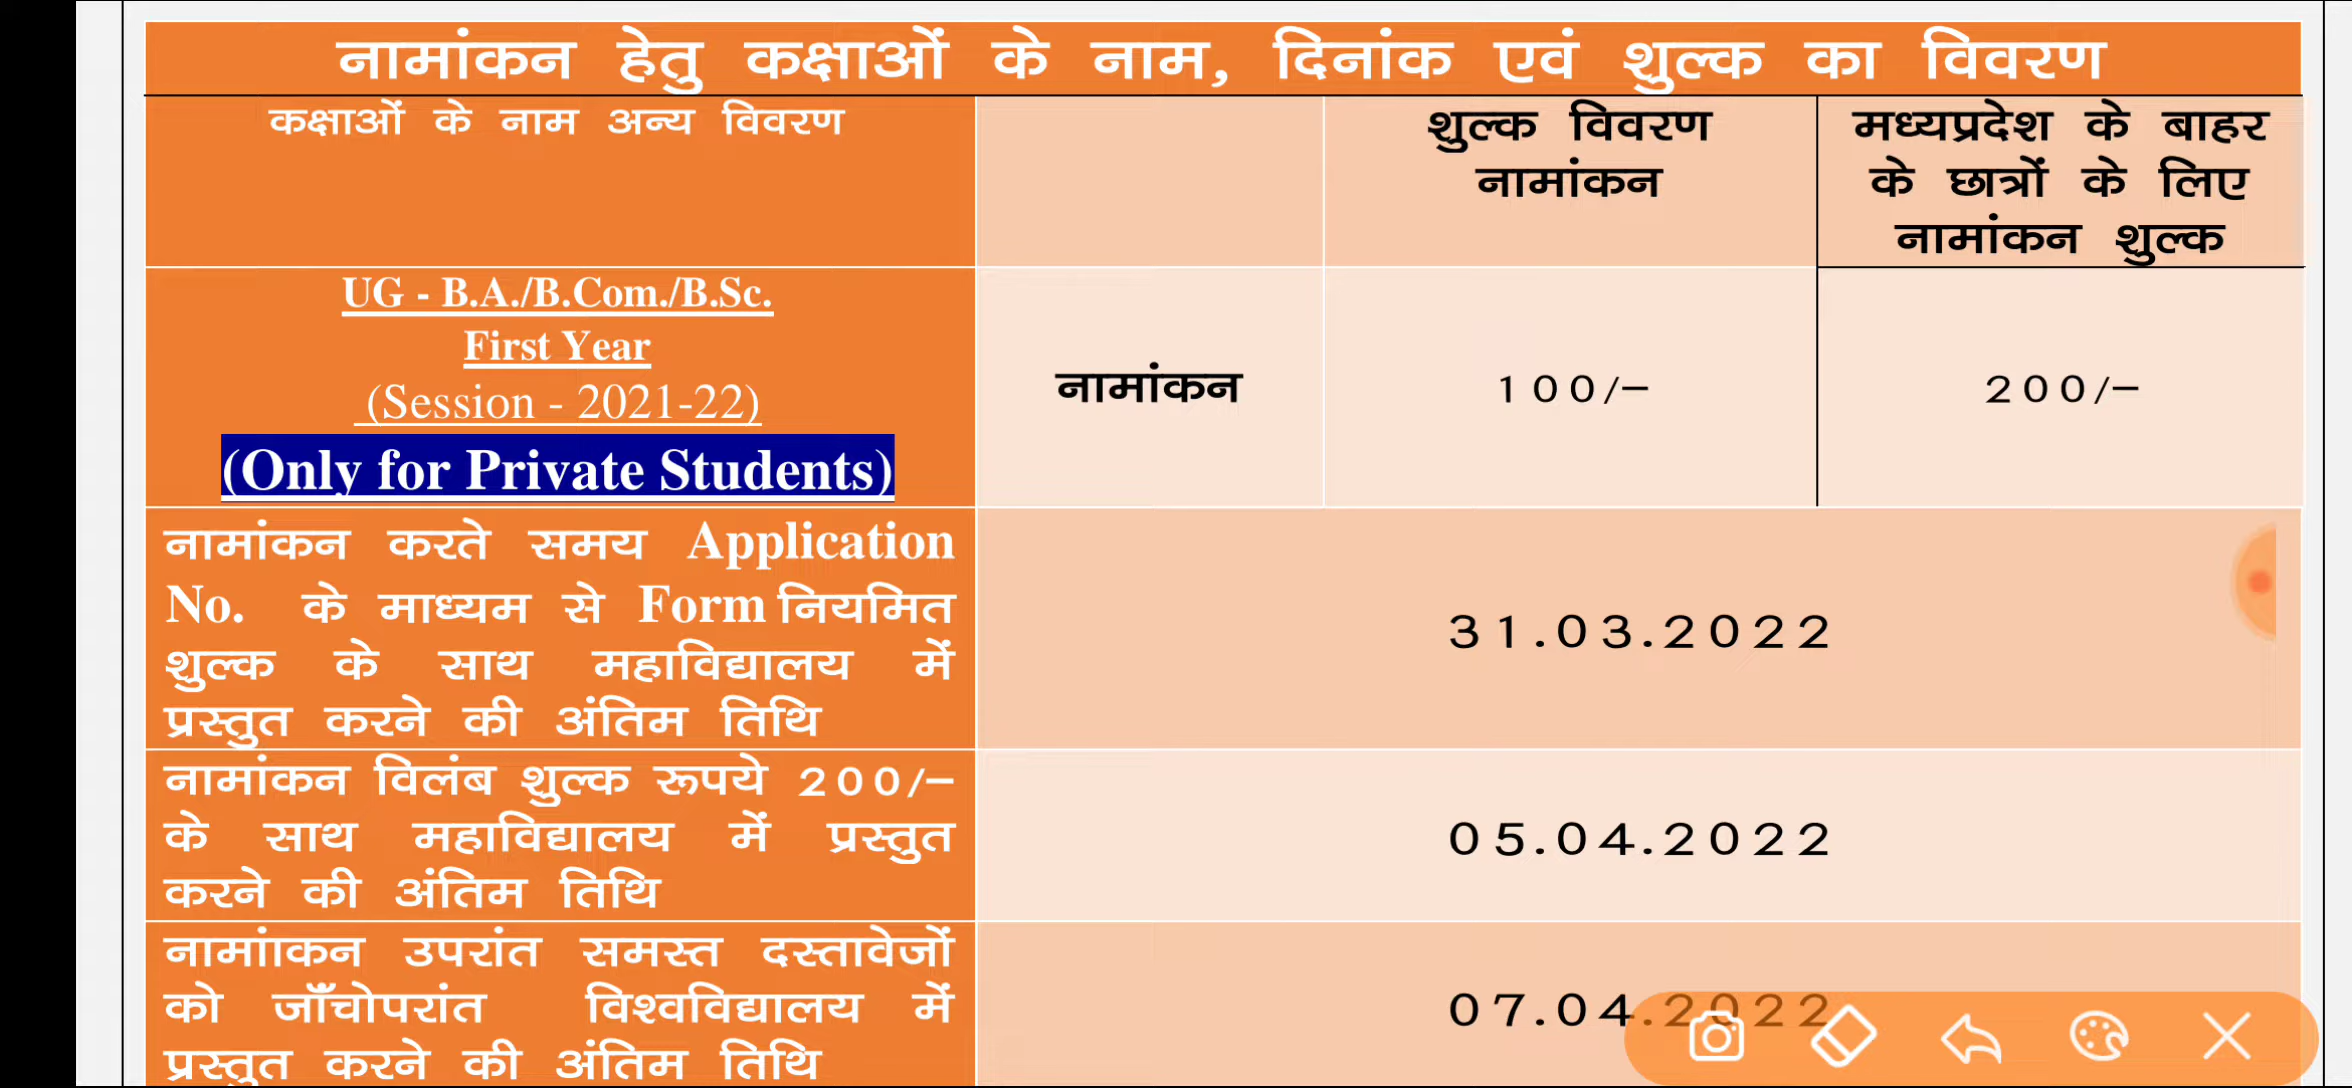 नामांकन हेतु कक्षाओं के नाम, दिनांक एवं शुल्क का विवरण
कक्षाओं के नाम अन्य विवरण
शुल्क विवरण
नामांकन
मध्यप्रदेश के बाहर
के छात्रों के लिए
नामांकन शुल्क
UG - B.A./B.Com./B.Sc.
First Year
(Session - 2021-22)
(Only for Private Students)
नामांकन
100/–
200/–
नामांकन करते समय Application
No. के माध्यम से Form नियमित
शुल्क के साथ महाविद्यालय में
प्रस्तुत करने की अंतिम तिथि
31.03.2022
नामांकन विलंब शुल्क रूपये 200/–
के साथ महाविद्यालय में प्रस्तुत
करने की अंतिम तिथि
05.04.2022
नामांाकन उपरांत समस्त दस्तावेजों
को जाँचोपरांत विश्वविद्यालय में
प्रस्तुत करने की अंतिम तिथि
07.04.2022